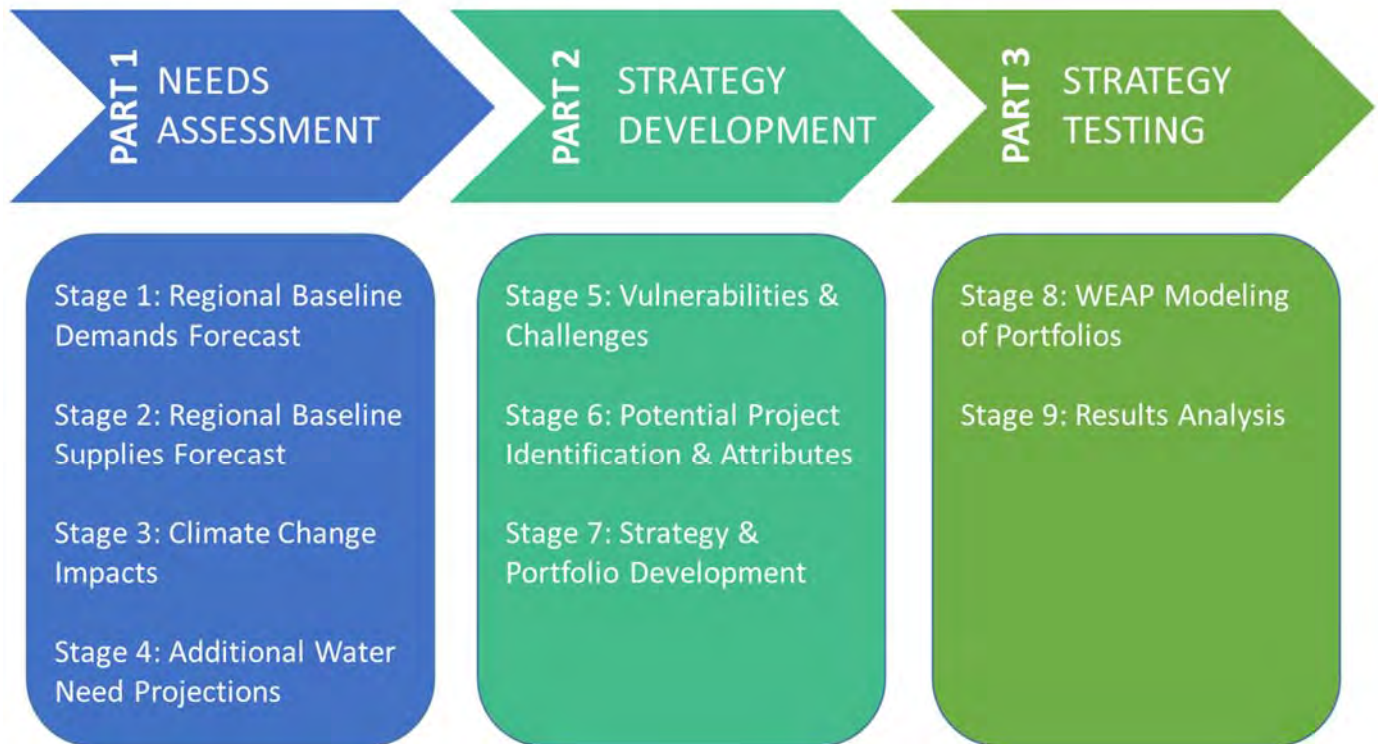 PART 1
NEEDS
ASSESSMENT
PART 2
STRATEGY
DEVELOPMENT
PART 3
STRATEGY
TESTING
Stage 1: Regional Baseline
Demands Forecast
Stage 2: Regional Baseline
Supplies Forecast
Stage 3: Climate Change
Impacts
Stage 4: Additional Water
Need Projections
Stage 5: Vulnerabilities &
Challenges
Stage 6: Potential Project
Identification & Attributes
Stage 7: Strategy &
Portfolio Development
Stage 8: WEAP Modeling
of Portfolios
Stage 9: Results Analysis